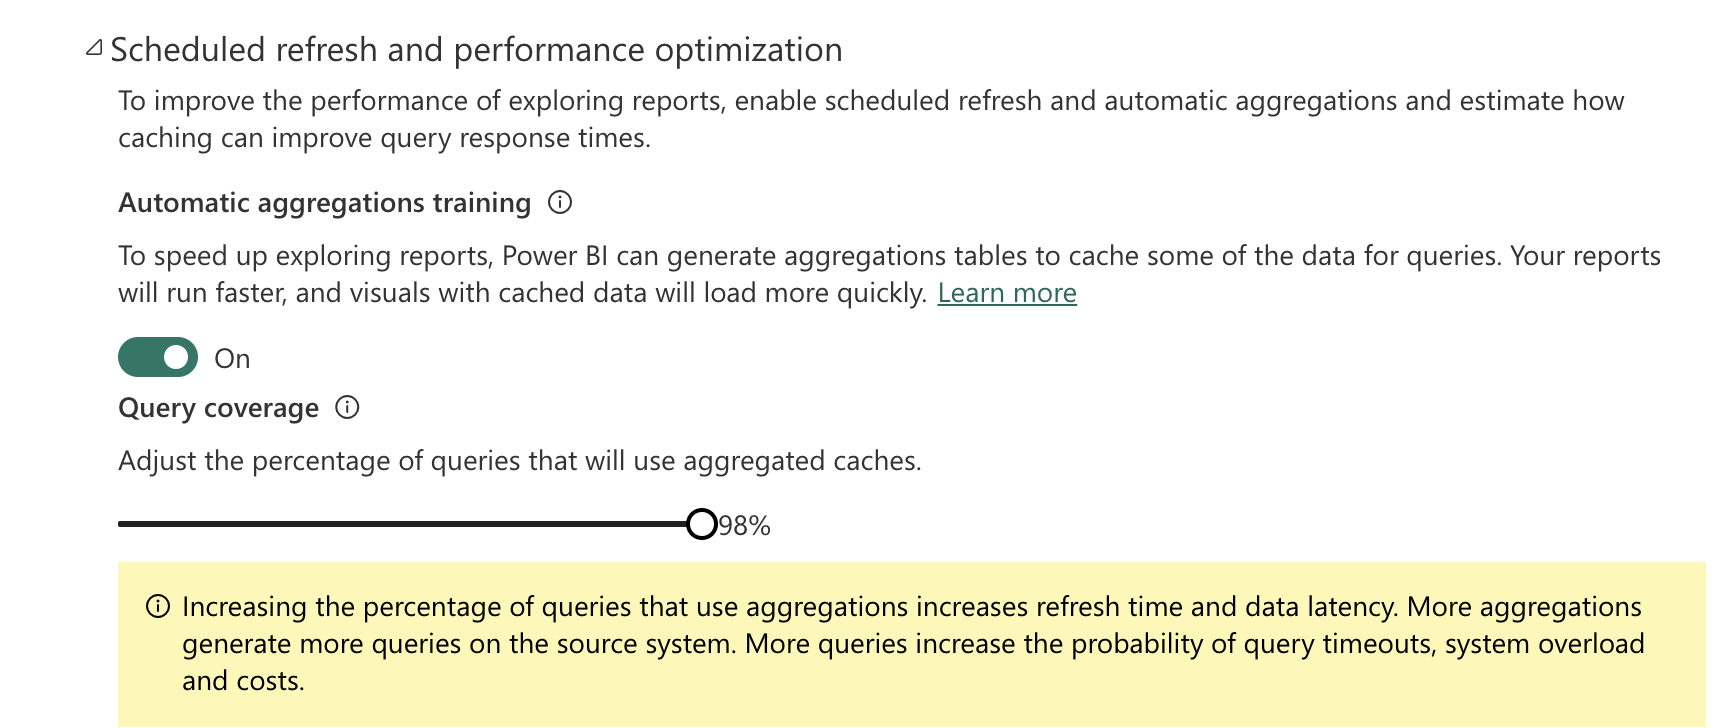 Scheduled refresh and performance optimization
To improve the performance of exploring reports, enable scheduled refresh and automatic aggregations and estimate how
caching can improve query response times.
Automatic aggregations training
To speed up exploring reports, Power BI can generate aggregations tables to cache some of the data for queries. Your reports
will run faster, and visuals with cached data will load more quickly. Learn more
On
Query coverage
Adjust the percentage of queries that will use aggregated caches.
98%
Increasing the percentage of queries that use aggregations increases refresh time and data latency. More aggregations
generate more queries on the source system. More queries increase the probability of query timeouts, system overload
and costs.